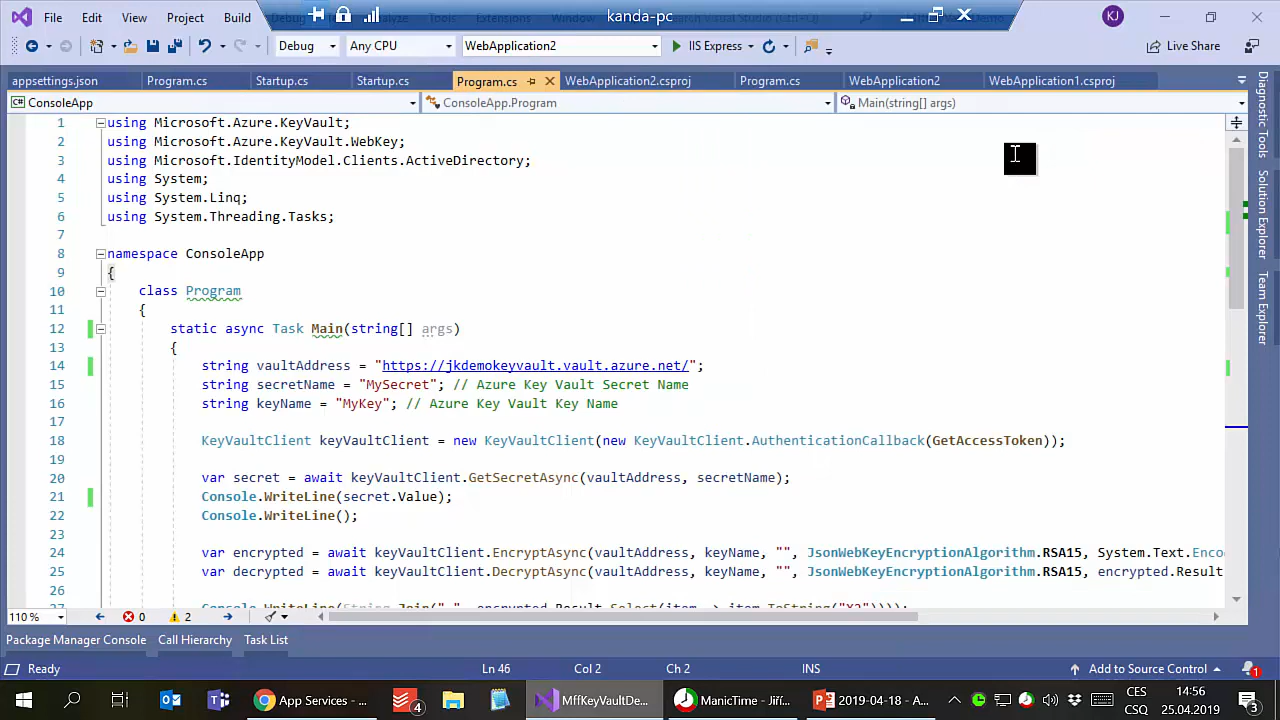 File Edit View Project Build
kanda-pc
KJ
Debug Any CPU WebApplication2 IIS Express Live Share
appsettings.json Program.cs Startup.cs Startup.cs Program.cs WebApplication2.csproj Program.cs WebApplication2 WebApplication1.csproj
ConsoleApp ConsoleApp.Program Main(string[] args)
1 using Microsoft.Azure.KeyVault;
2 using Microsoft.Azure.KeyVault.WebKey;
3 using Microsoft.IdentityModel.Clients.ActiveDirectory;
4 using System;
5 using System.Linq;
6 using System.Threading.Tasks;
7
8 namespace ConsoleApp
9 {
10 class Program
11 {
12 static async Task Main(string[] args)
13 {
14 string vaultAddress = "https://jkdemokeyvault.vault.azure.net/";
15 string secretName = "MySecret"; // Azure Key Vault Secret Name
16 string keyName = "MyKey"; // Azure Key Vault Key Name
17
18 KeyVaultClient keyVaultClient = new KeyVaultClient(new KeyVaultClient.AuthenticationCallback(GetAccessToken));
19
20 var secret = await keyVaultClient.GetSecretAsync(vaultAddress, secretName);
21 Console.WriteLine(secret.Value);
22 Console.WriteLine();
23
24 var encrypted = await keyVaultClient.EncryptAsync(vaultAddress, keyName, "", JsonWebKeyEncryptionAlgorithm.RSA15, System.Text.Enco
25 var decrypted = await keyVaultClient.DecryptAsync(vaultAddress, keyName, "", JsonWebKeyEncryptionAlgorithm.RSA15, encrypted.Result
26
Diagnostic Tools
Solution Explorer
Team Explorer
110 % 0 2
Package Manager Console Call Hierarchy Task List
Ready Ln 46 Col 2 Ch 2 INS Add to Source Control 1
App Services - ... 4 MffKeyVaultDe... ManicTime - Jiř... 2019-04-18 - A... CES 14:56
CSQ 25.04.2019 3